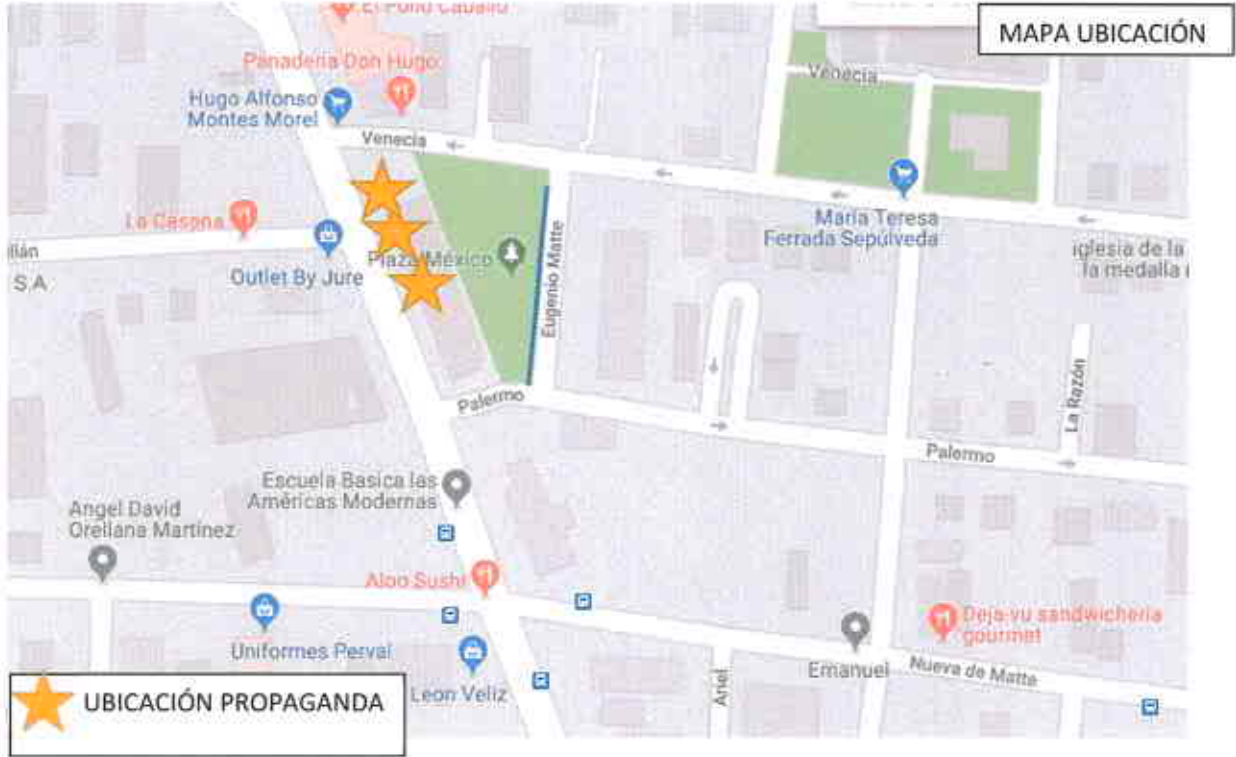 El Pollo Caballo
MAPA UBICACIÓN
Panadería Don Hugo
Hugo Alfonso
Montes Morel
Venecia
Venecia
La Casona
María Teresa
Ferrada Sepúlveda
Plaza México
Outlet By Jure
Eugenio Matte
iglesia de la
la medalla
S.A
Palermo
La Razón
Palermo
Escuela Basica las
Américas Modernas
Angel David
Orellana Martinez
Aloo Sushi
Deja-vu sandwicheria
gourmet
Uniformes Perval
Emanuel
Nueva de Matte
Leon Veliz
Ariel
UBICACIÓN PROPAGANDA